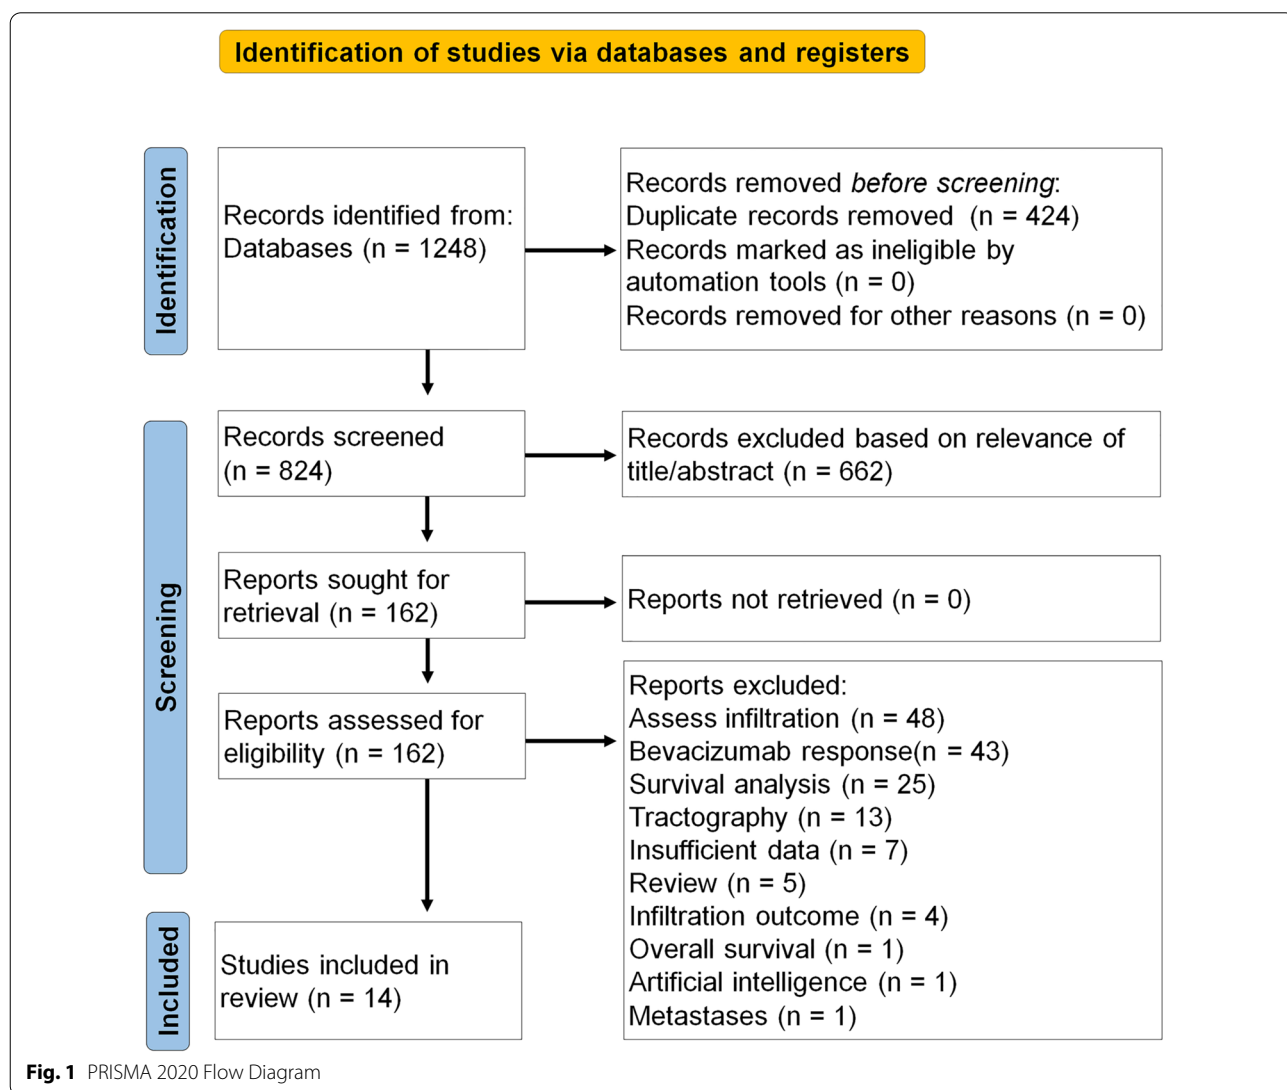 Identification of studies via databases and registers
Identification
Records identified from:
Databases (n = 1248)
Records removed before screening:
Duplicate records removed  (n = 424)
Records marked as ineligible by
automation tools (n = 0)
Records removed for other reasons (n = 0)
Screening
Records screened
(n = 824)
Records excluded based on relevance of
title/abstract (n = 662)
Reports sought for
retrieval (n = 162)
Reports not retrieved (n = 0)
Reports assessed for
eligibility (n = 162)
Reports excluded:
Assess infiltration (n = 48)
Bevacizumab response(n = 43)
Survival analysis (n = 25)
Tractography (n = 13)
Insufficient data (n = 7)
Review (n = 5)
Infiltration outcome (n = 4)
Overall survival (n = 1)
Artificial intelligence (n = 1)
Metastases (n = 1)
Included
Studies included in
review (n = 14)
Fig. 1 PRISMA 2020 Flow Diagram